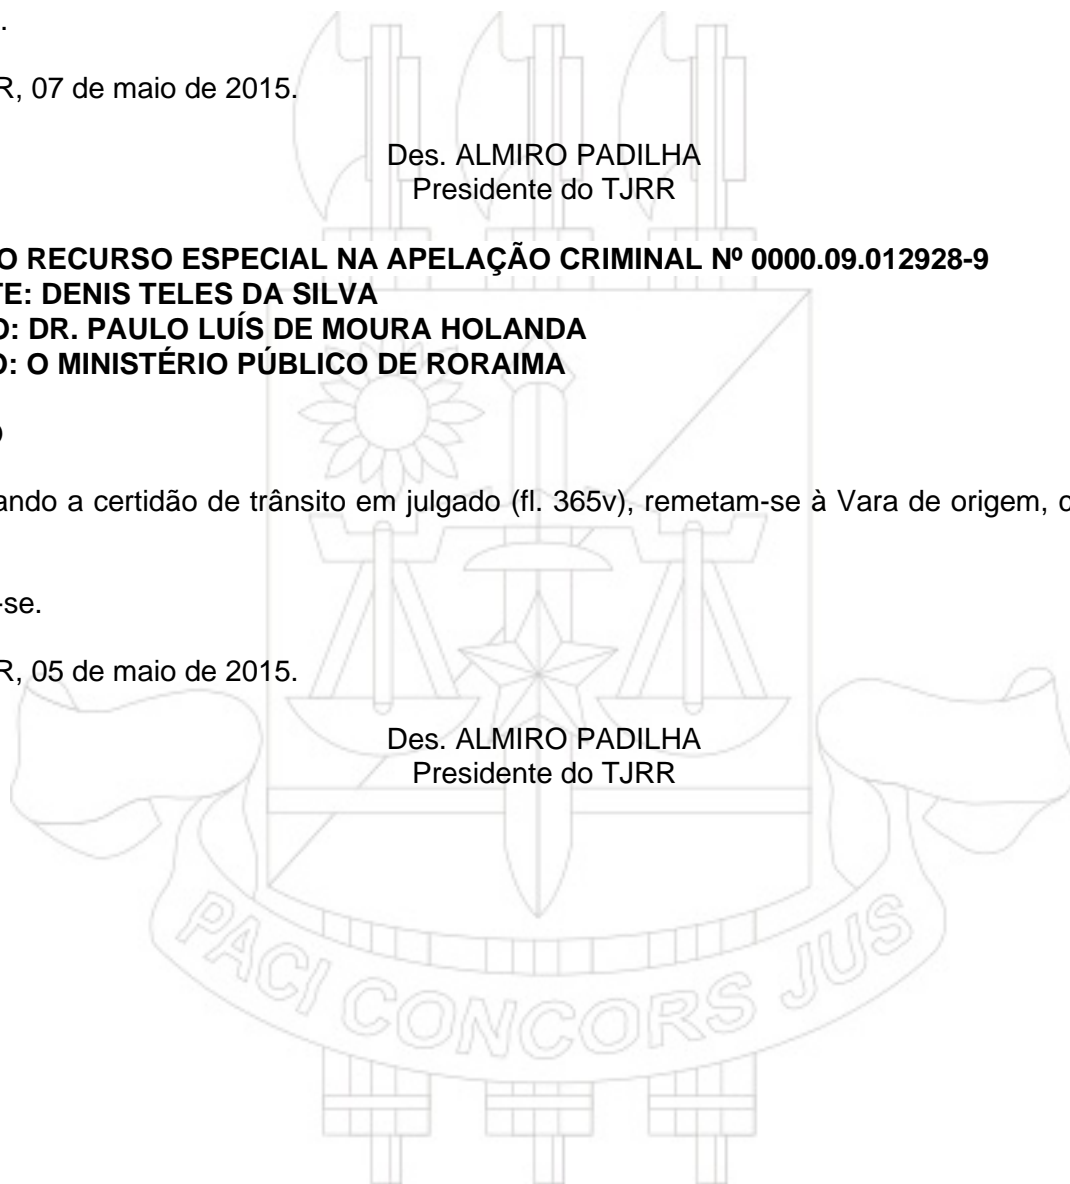 .
R, 07 de maio de 2015.
Des. ALMIRO PADILHA
Presidente do TJRR
O RECURSO ESPECIAL NA APELAÇÃO CRIMINAL Nº 0000.09.012928-9
TE: DENIS TELES DA SILVA
O: DR. PAULO LUÍS DE MOURA HOLANDA
O: O MINISTÉRIO PÚBLICO DE RORAIMA
O
ando a certidão de trânsito em julgado (fl. 365v), remetam-se à Vara de origem, c
-se.
R, 05 de maio de 2015.
Des. ALMIRO PADILHA
Presidente do TJRR
PACI CONCORS JUS